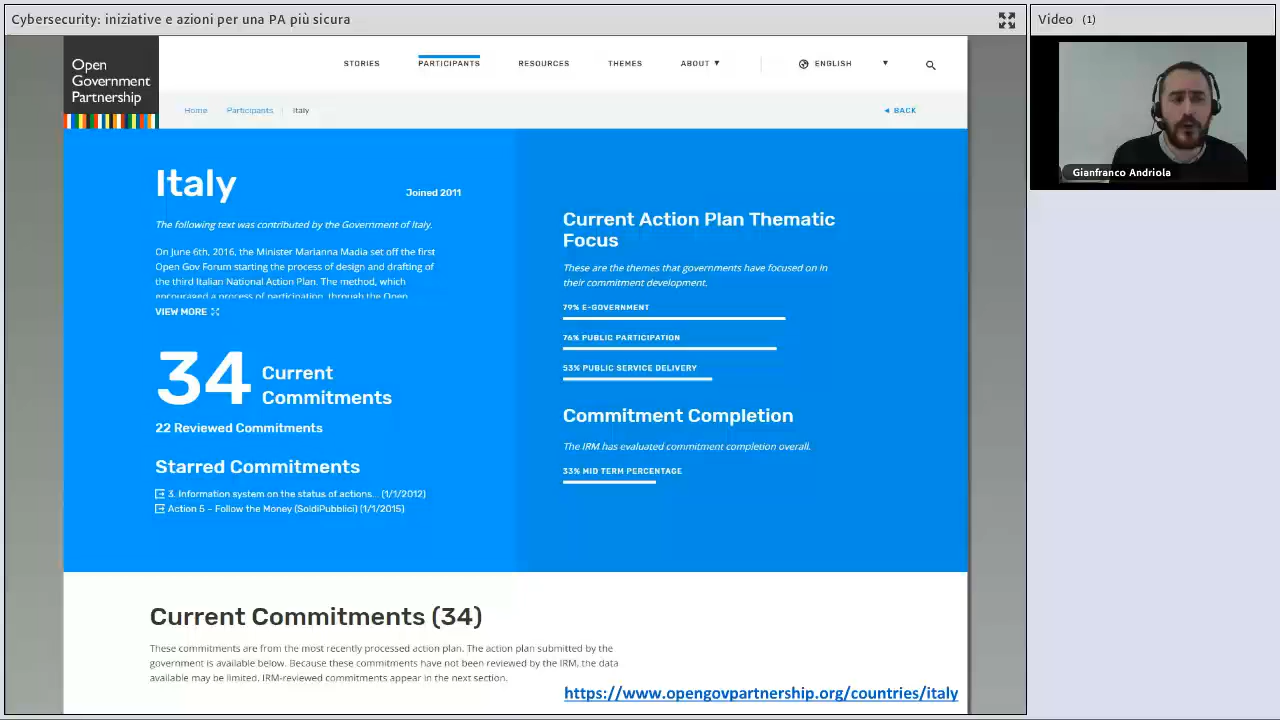 Cybersecurity: iniziative e azioni per una PA più sicura
Video (1)
Open
Government
Partnership
STORIES PARTICIPANTS RESOURCES THEMES ABOUT ENGLISH
Home Participants Italy
BACK
Gianfranco Andriola
Italy
Joined 2011
The following text was contributed by the Government of Italy.
On June 6th, 2016, the Minister Marianna Madia set off the first
Open Gov Forum starting the process of design and drafting of
the third Italian National Action Plan. The method, which
encouraged a process of participation, through the Open
VIEW MORE
34 Current
Commitments
22 Reviewed Commitments
Starred Commitments
3. Information system on the status of actions... (1/1/2012)
Action 5 – Follow the Money (SoldiPubblici) (1/1/2015)
Current Action Plan Thematic
Focus
These are the themes that governments have focused on in
their commitment development.
79% E-GOVERNMENT
76% PUBLIC PARTICIPATION
53% PUBLIC SERVICE DELIVERY
Commitment Completion
The IRM has evaluated commitment completion overall.
33% MID TERM PERCENTAGE
Current Commitments (34)
These commitments are from the most recently processed action plan. The action plan submitted by the
government is available below. Because these commitments have not been reviewed by the IRM, the data
available may be limited. IRM-reviewed commitments appear in the next section.
https://www.opengovpartnership.org/countries/italy